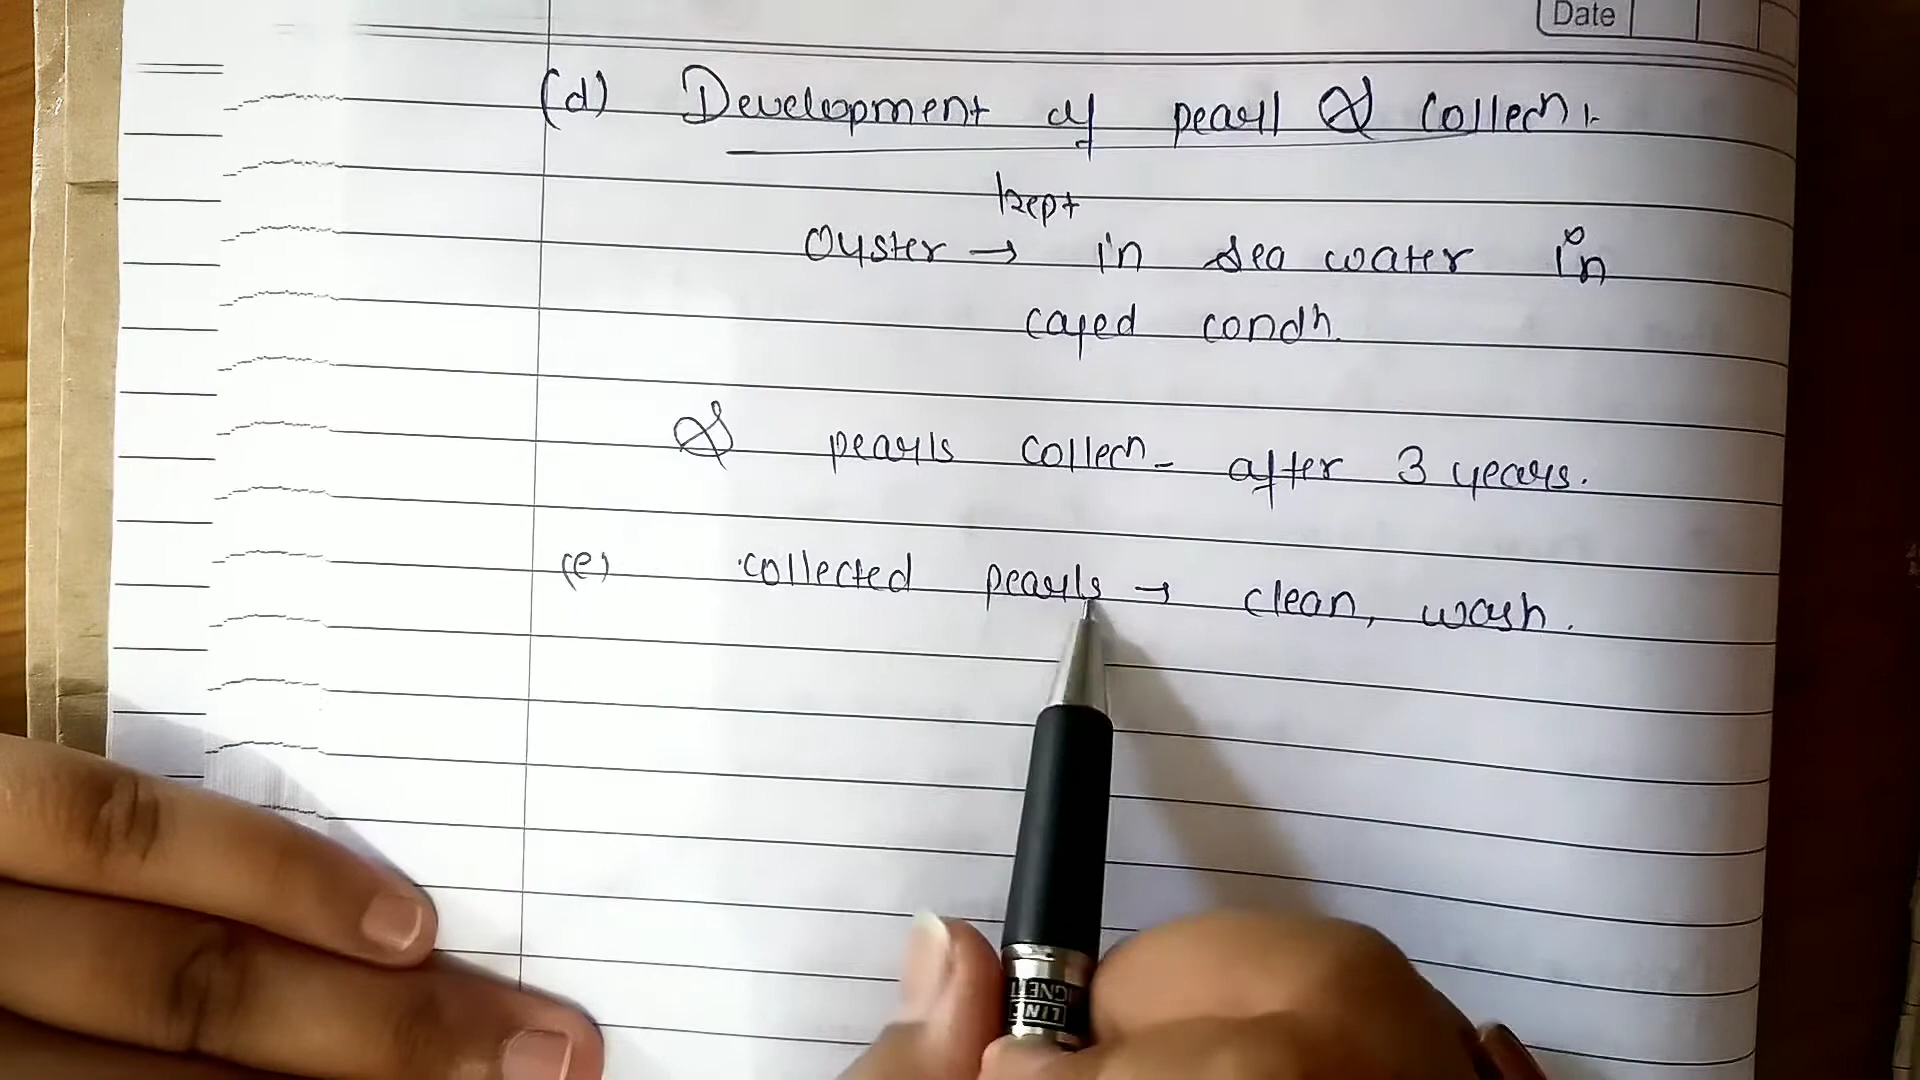 Date
(d) Development of pearl & collecn.
kept
Oyster → in sea water in
caged condn.
& pearls collecn - after 3 years.
(e) collected pearls → clean, wash.
LINC